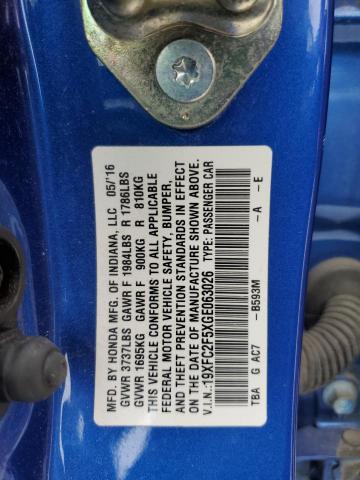 MFD. BY HONDA MFG. OF INDIANA, LLC 05/'16
GVWR 3737LBS GAWR F 1984LBS R 1786LBS
GVWR 1695KG GAWR F 900KG R 810KG
THIS VEHICLE CONFORMS TO ALL APPLICABLE
FEDERAL MOTOR VEHICLE SAFETY, BUMPER,
AND THEFT PREVENTION STANDARDS IN EFFECT
ON THE DATE OF MANUFACTURE SHOWN ABOVE.
V.I.N.:19XFC2F5XGE063026 TYPE: PASSENGER CAR
TBA G AC7 -B593M -A -E